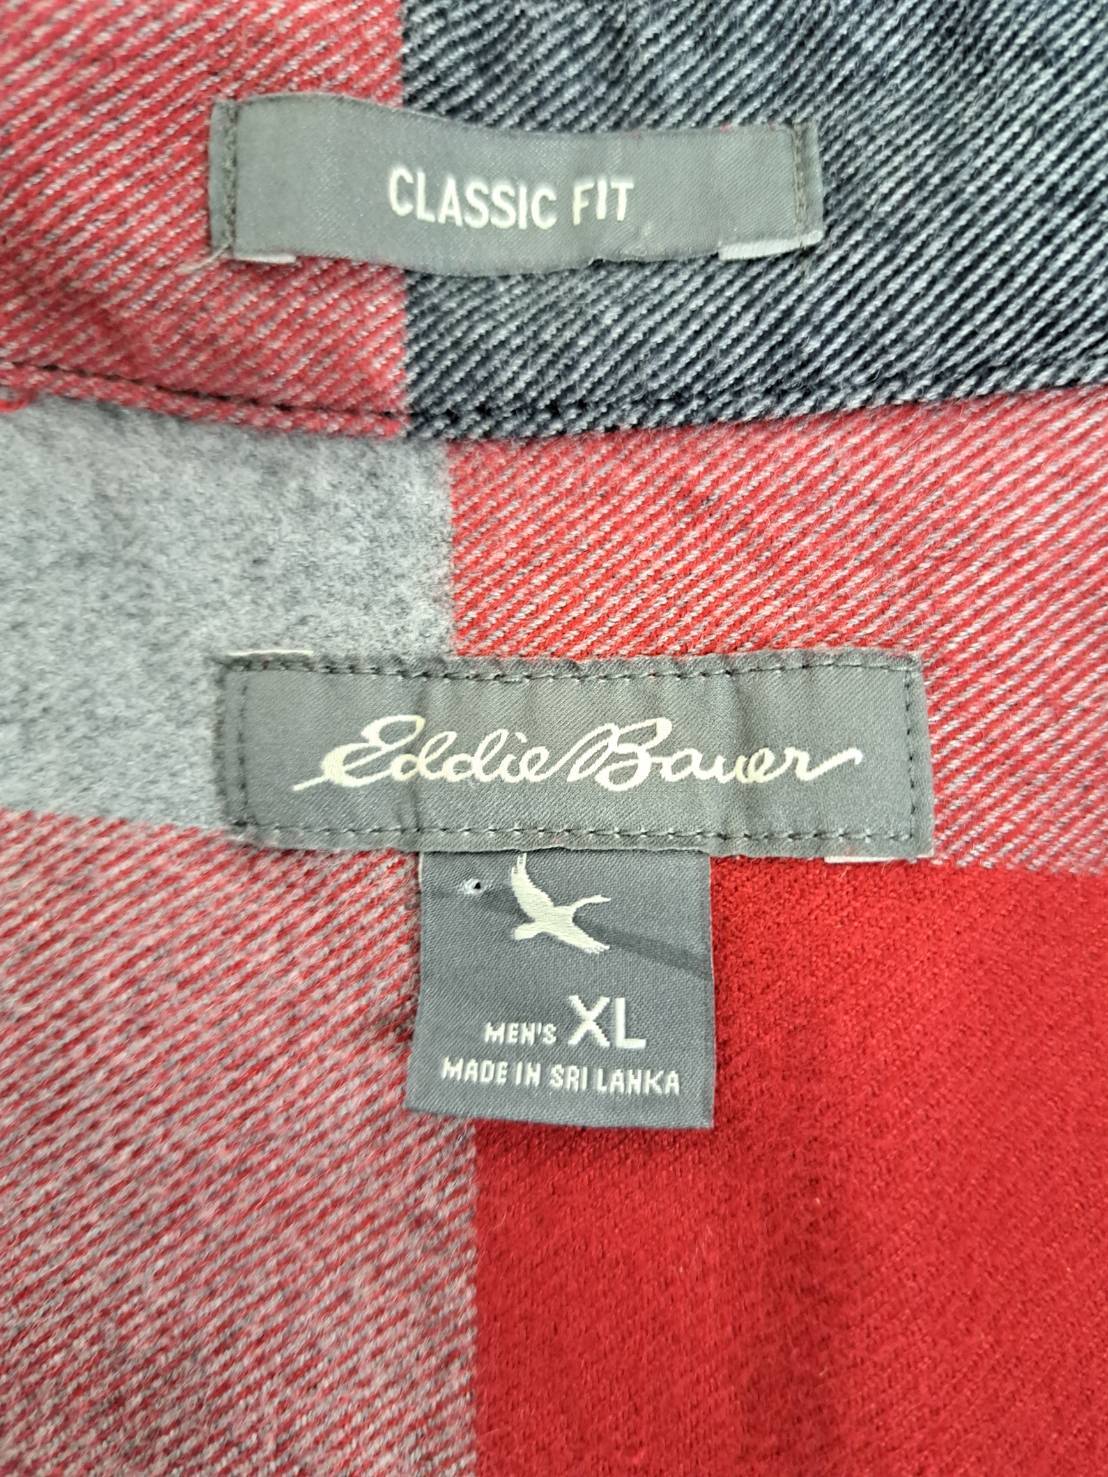 CLASSIC FIT
Eddie Bauer
MEN'S XL
MADE IN SRI LANKA